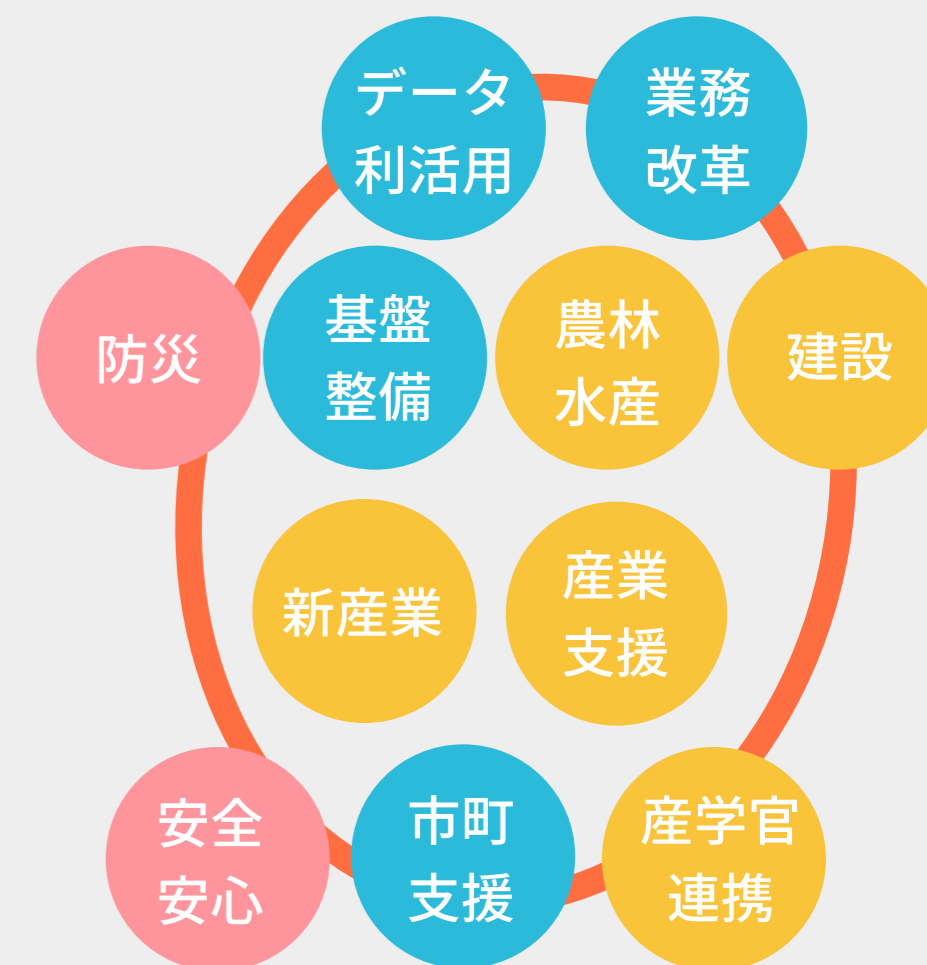 データ
利活用
業務
改革
防災
基盤
整備
農林
水産
建設
新産業
産業
支援
安全
安心
市町
支援
産学官
連携